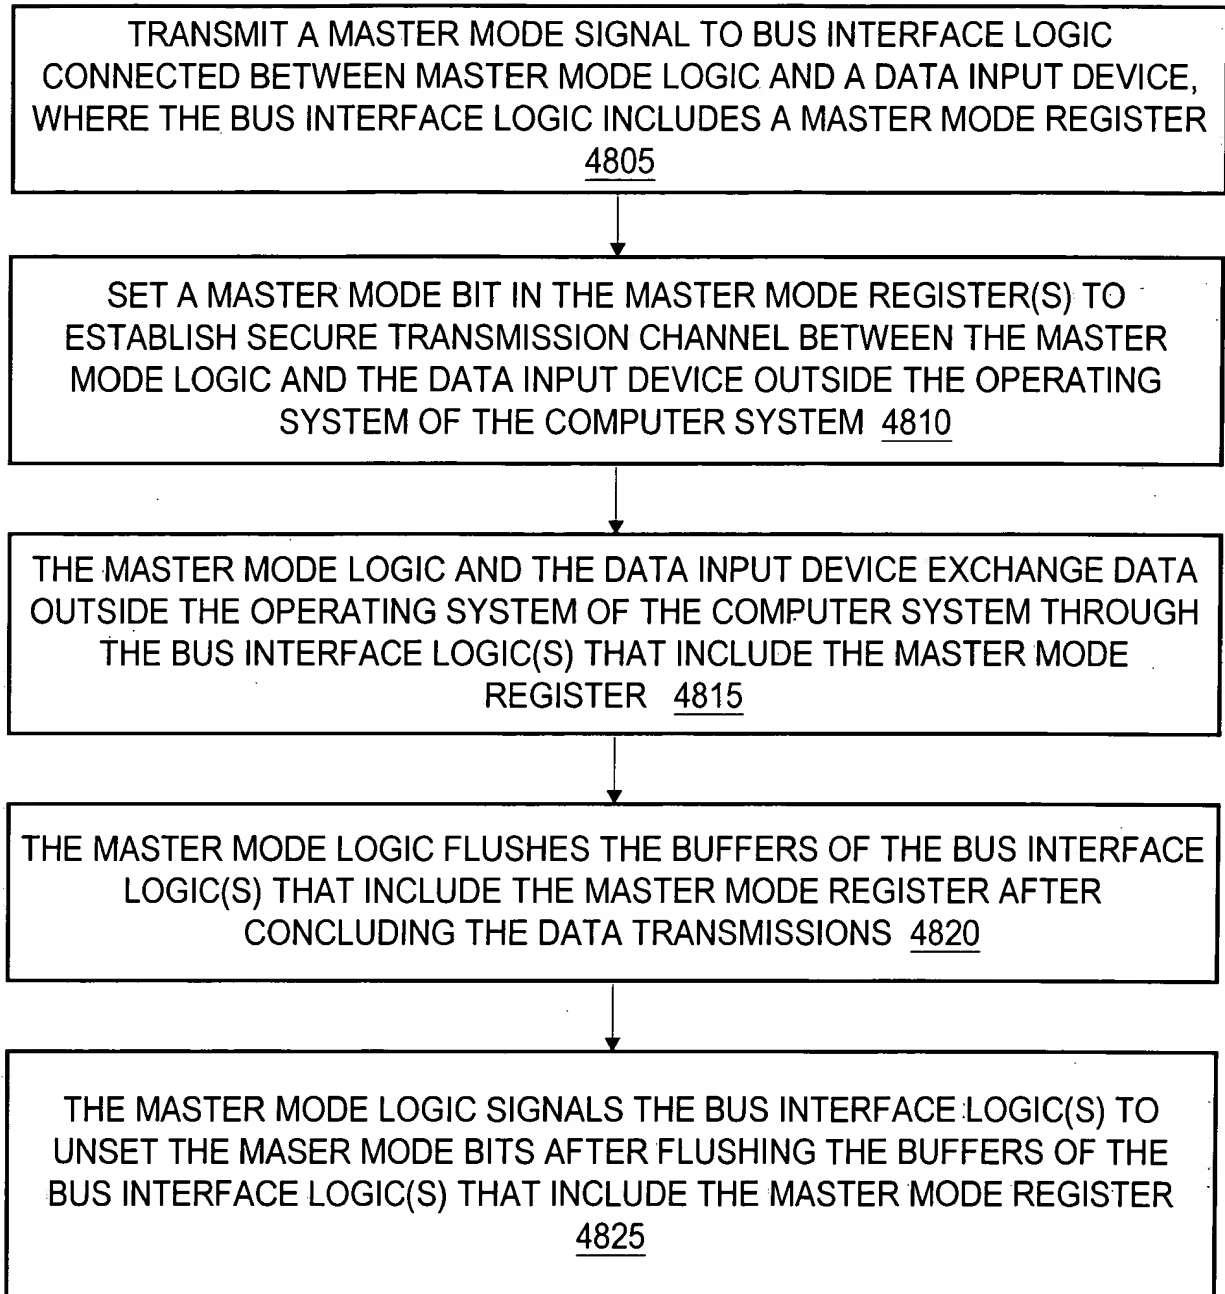 TRANSMIT A MASTER MODE SIGNAL TO BUS INTERFACE LOGIC
CONNECTED BETWEEN MASTER MODE LOGIC AND A DATA INPUT DEVICE,
WHERE THE BUS INTERFACE LOGIC INCLUDES A MASTER MODE REGISTER
4805
SET A MASTER MODE BIT IN THE MASTER MODE REGISTER(S) TO
ESTABLISH SECURE TRANSMISSION CHANNEL BETWEEN THE MASTER
MODE LOGIC AND THE DATA INPUT DEVICE OUTSIDE THE OPERATING
SYSTEM OF THE COMPUTER SYSTEM 4810
THE MASTER MODE LOGIC AND THE DATA INPUT DEVICE EXCHANGE DATA
OUTSIDE THE OPERATING SYSTEM OF THE COMPUTER SYSTEM THROUGH
THE BUS INTERFACE LOGIC(S) THAT INCLUDE THE MASTER MODE
REGISTER 4815
THE MASTER MODE LOGIC FLUSHES THE BUFFERS OF THE BUS INTERFACE
LOGIC(S) THAT INCLUDE THE MASTER MODE REGISTER AFTER
CONCLUDING THE DATA TRANSMISSIONS 4820
THE MASTER MODE LOGIC SIGNALS THE BUS INTERFACE LOGIC(S) TO
UNSET THE MASER MODE BITS AFTER FLUSHING THE BUFFERS OF THE
BUS INTERFACE LOGIC(S) THAT INCLUDE THE MASTER MODE REGISTER
4825